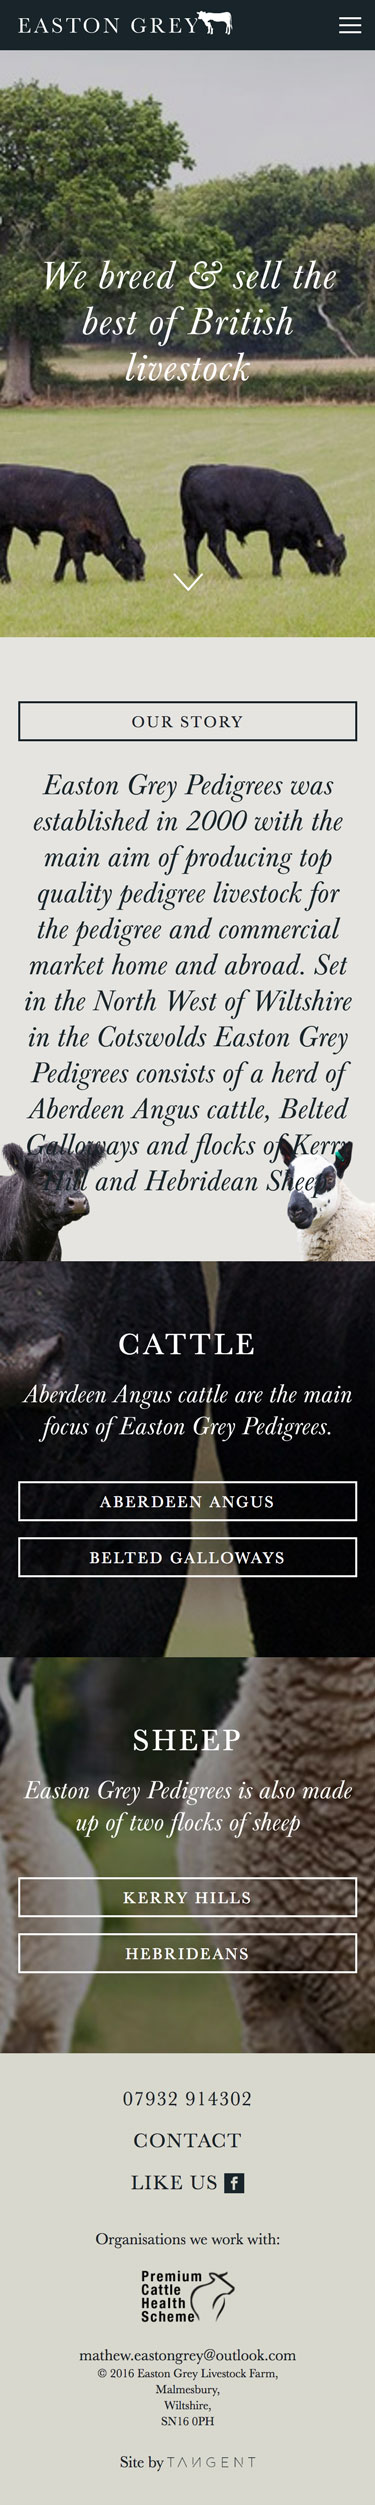 EASTON GREY
We breed & sell the
best of British
livestock
OUR STORY
Easton Grey Pedigrees was
established in 2000 with the
main aim of producing top
quality pedigree livestock for
the pedigree and commercial
market home and abroad. Set
in the North West of Wiltshire
in the Cotswolds Easton Grey
Pedigrees consists of a herd of
Aberdeen Angus cattle, Belted
Galloways and flocks of Kerry
Hill and Hebridean Sheep.
CATTLE
Aberdeen Angus cattle are the main
focus of Easton Grey Pedigrees.
ABERDEEN ANGUS
BELTED GALLOWAYS
SHEEP
Easton Grey Pedigrees is also made
up of two flocks of sheep
KERRY HILLS
HEBRIDEANS
07932 914302
CONTACT
LIKE US f
Organisations we work with:
Premium
Cattle
Health
Scheme
mathew.eastongrey@outlook.com
© 2016 Easton Grey Livestock Farm,
Malmesbury,
Wiltshire,
SN16 0PH
Site by TANGENT